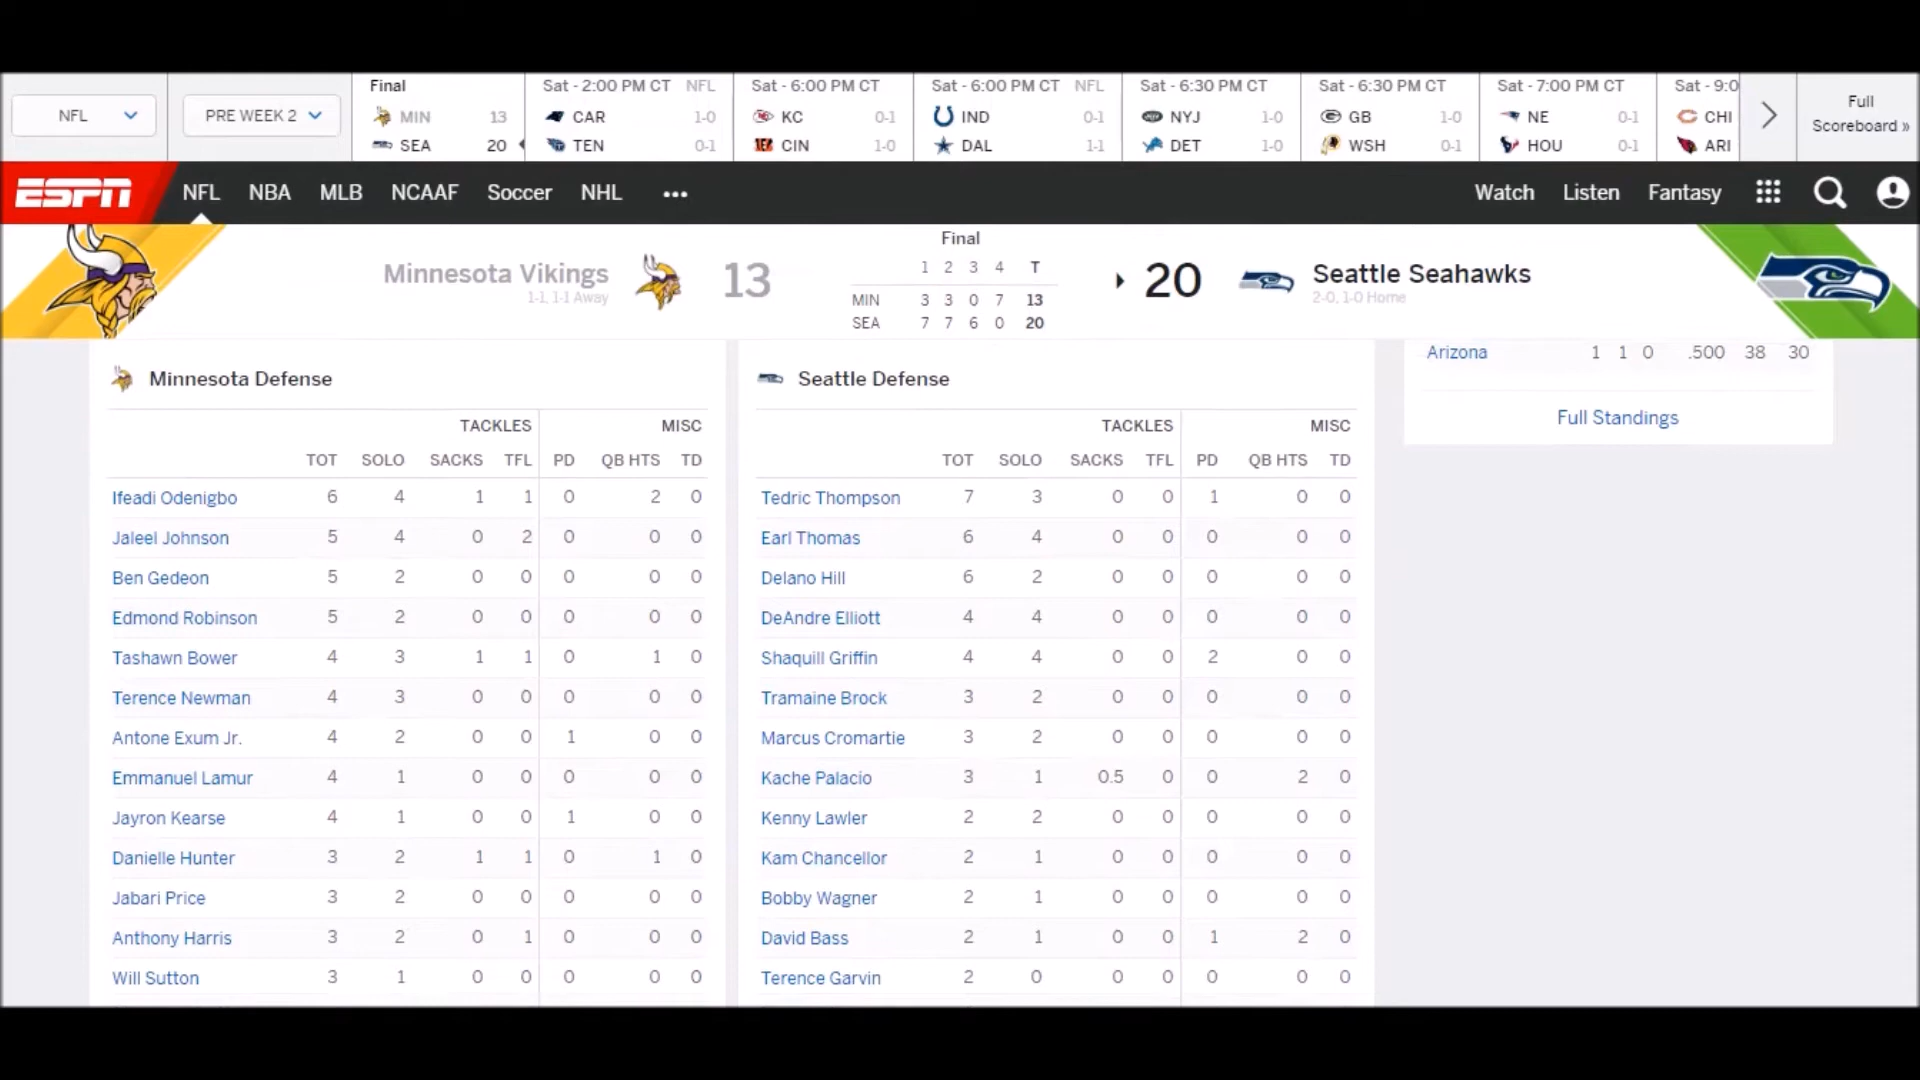 NFL
PRE WEEK 2
Final
MIN 13
SEA 20
Sat - 2:00 PM CT NFL
CAR 1-0
TEN 0-1
Sat - 6:00 PM CT
KC 0-1
CIN 1-0
Sat - 6:00 PM CT NFL
IND 0-1
DAL 1-1
Sat - 6:30 PM CT
NYJ 1-0
DET 1-0
Sat - 6:30 PM CT
GB 1-0
WSH 0-1
Sat - 7:00 PM CT
NE 0-1
HOU 0-1
Sat - 9:0
CHI
ARI
Full
Scoreboard »
ESPN NFL NBA MLB NCAAF Soccer NHL ••• Watch Listen Fantasy
Minnesota Vikings 13
1-1, 1-1 Away
Final
1 2 3 4 T
MIN 3 3 0 7 13
SEA 7 7 6 0 20
20 Seattle Seahawks
2-0, 1-0 Home
Minnesota Defense
TACKLES MISC
TOT SOLO SACKS TFL PD QB HTS TD
Ifeadi Odenigbo 6 4 1 1 0 2 0
Jaleel Johnson 5 4 0 2 0 0 0
Ben Gedeon 5 2 0 0 0 0 0
Edmond Robinson 5 2 0 0 0 0 0
Tashawn Bower 4 3 1 1 0 1 0
Terence Newman 4 3 0 0 0 0 0
Antone Exum Jr. 4 2 0 0 1 0 0
Emmanuel Lamur 4 1 0 0 0 0 0
Jayron Kearse 4 1 0 0 1 0 0
Danielle Hunter 3 2 1 1 0 1 0
Jabari Price 3 2 0 0 0 0 0
Anthony Harris 3 2 0 1 0 0 0
Will Sutton 3 1 0 0 0 0 0
Seattle Defense
TACKLES MISC
TOT SOLO SACKS TFL PD QB HTS TD
Tedric Thompson 7 3 0 0 1 0 0
Earl Thomas 6 4 0 0 0 0 0
Delano Hill 6 2 0 0 0 0 0
DeAndre Elliott 4 4 0 0 0 0 0
Shaquill Griffin 4 4 0 0 2 0 0
Tramaine Brock 3 2 0 0 0 0 0
Marcus Cromartie 3 2 0 0 0 0 0
Kache Palacio 3 1 0.5 0 0 2 0
Kenny Lawler 2 2 0 0 0 0 0
Kam Chancellor 2 1 0 0 0 0 0
Bobby Wagner 2 1 0 0 0 0 0
David Bass 2 1 0 0 1 2 0
Terence Garvin 2 0 0 0 0 0 0
Arizona 1 1 0 .500 38 30
Full Standings